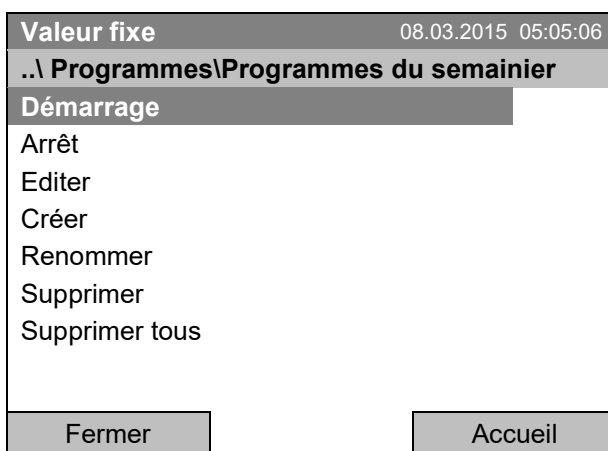 Valeur fixe 08.03.2015 05:05:06
..\ Programmes\Programmes du semainier
Démarrage
Arrêt
Editer
Créer
Renommer
Supprimer
Supprimer tous
Fermer Accueil